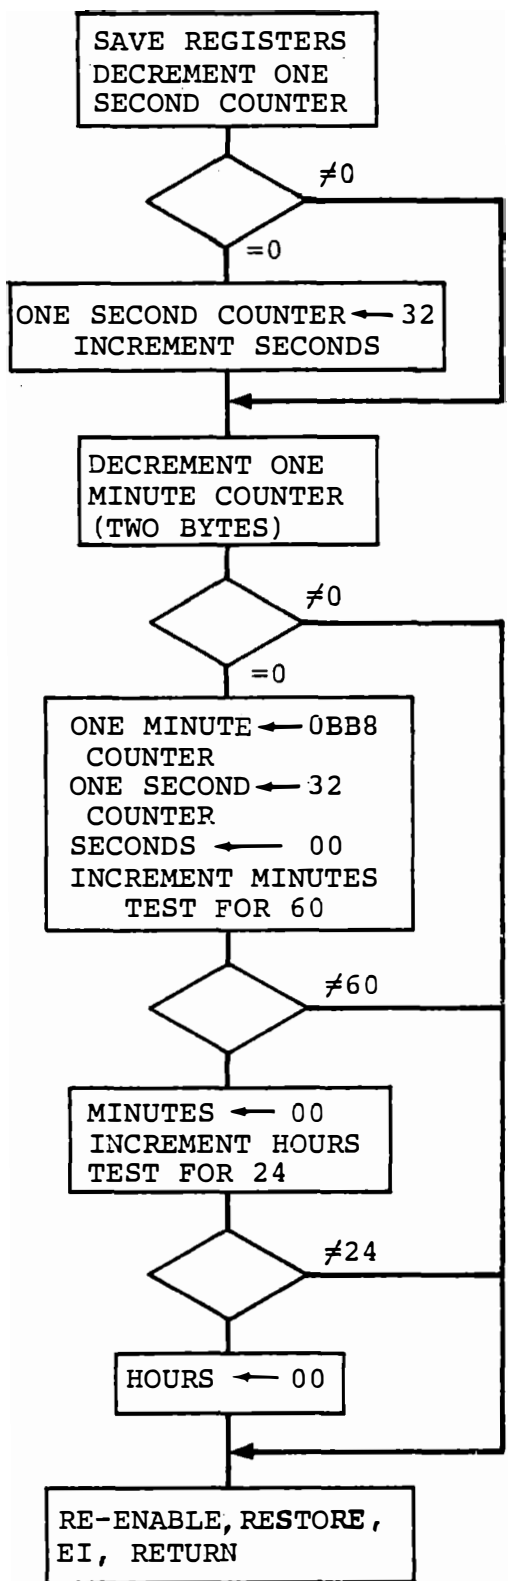 SAVE REGISTERS
DECREMENT ONE
SECOND COUNTER
≠0
=0
ONE SECOND COUNTER ← 32
INCREMENT SECONDS
DECREMENT ONE
MINUTE COUNTER
(TWO BYTES)
≠0
=0
ONE MINUTE ← 0BB8
COUNTER
ONE SECOND ← 32
COUNTER
SECONDS ← 00
INCREMENT MINUTES
TEST FOR 60
≠60
MINUTES ← 00
INCREMENT HOURS
TEST FOR 24
≠24
HOURS ← 00
RE-ENABLE, RESTORE,
EI, RETURN